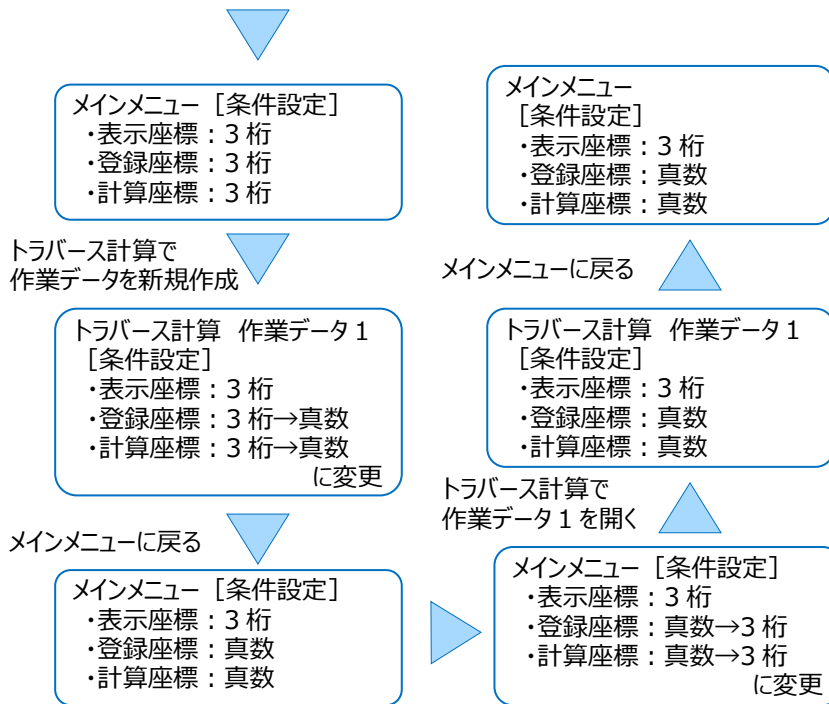 メインメニュー［条件設定］
・表示座標：3 桁
・登録座標：3 桁
・計算座標：3 桁
トラバース計算で
作業データを新規作成
トラバース計算　作業データ 1
［条件設定］
・表示座標：3 桁
・登録座標：3 桁→真数
・計算座標：3 桁→真数
に変更
メインメニューに戻る
メインメニュー［条件設定］
・表示座標：3 桁
・登録座標：真数
・計算座標：真数
メインメニュー［条件設定］
・表示座標：3 桁
・登録座標：真数→3 桁
・計算座標：真数→3 桁
に変更
トラバース計算で
作業データ 1 を開く
トラバース計算　作業データ 1
［条件設定］
・表示座標：3 桁
・登録座標：真数
・計算座標：真数
メインメニューに戻る
メインメニュー
［条件設定］
・表示座標：3 桁
・登録座標：真数
・計算座標：真数